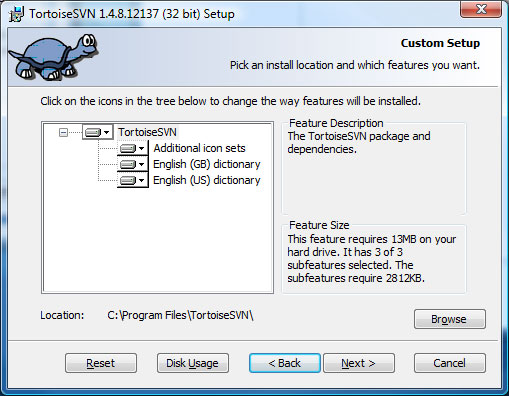 TortoiseSVN 1.4.8.12137 (32 bit) Setup
Custom Setup
Pick an install location and which features you want.
Click on the icons in the tree below to change the way features will be installed.
TortoiseSVN
Additional icon sets
English (GB) dictionary
English (US) dictionary
Feature Description
The TortoiseSVN package and
dependencies.
Feature Size
This feature requires 13MB on your
hard drive. It has 3 of 3
subfeatures selected. The
subfeatures require 2812KB.
Location: C:\Program Files\TortoiseSVN\
Browse
Reset Disk Usage < Back Next > Cancel